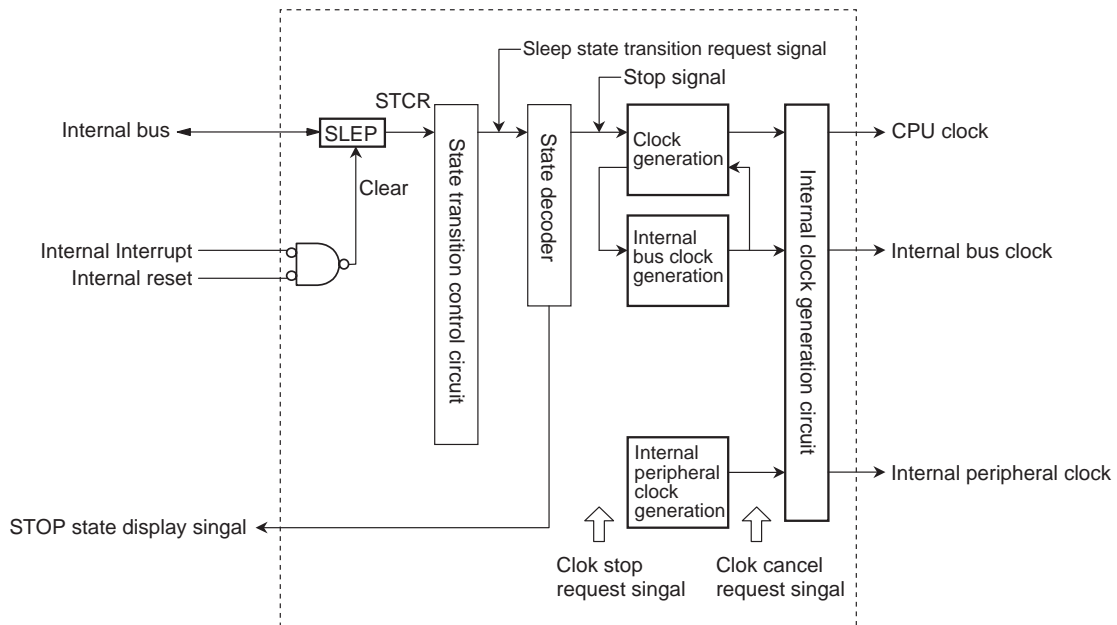 Sleep state transition request signal
Stop signal
STCR
Internal bus
SLEP
Clock
generation
CPU clock
State transition control circuit
State decoder
Internal clock generation circuit
Clear
Internal Interrupt
Internal reset
Internal
bus clock
generation
Internal bus clock
Internal
peripheral
clock
generation
Internal peripheral clock
STOP state display singal
Clok stop
request singal
Clok cancel
request singal